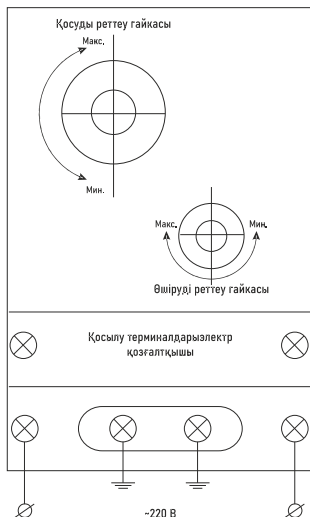 Қосуды реттеу гайкасы
Макс.
Мин.
Макс.
Мин.
Өшіруді реттеу гайкасы
Қосылу терминалдарыэлектр
қозғалтқышы
~220 В